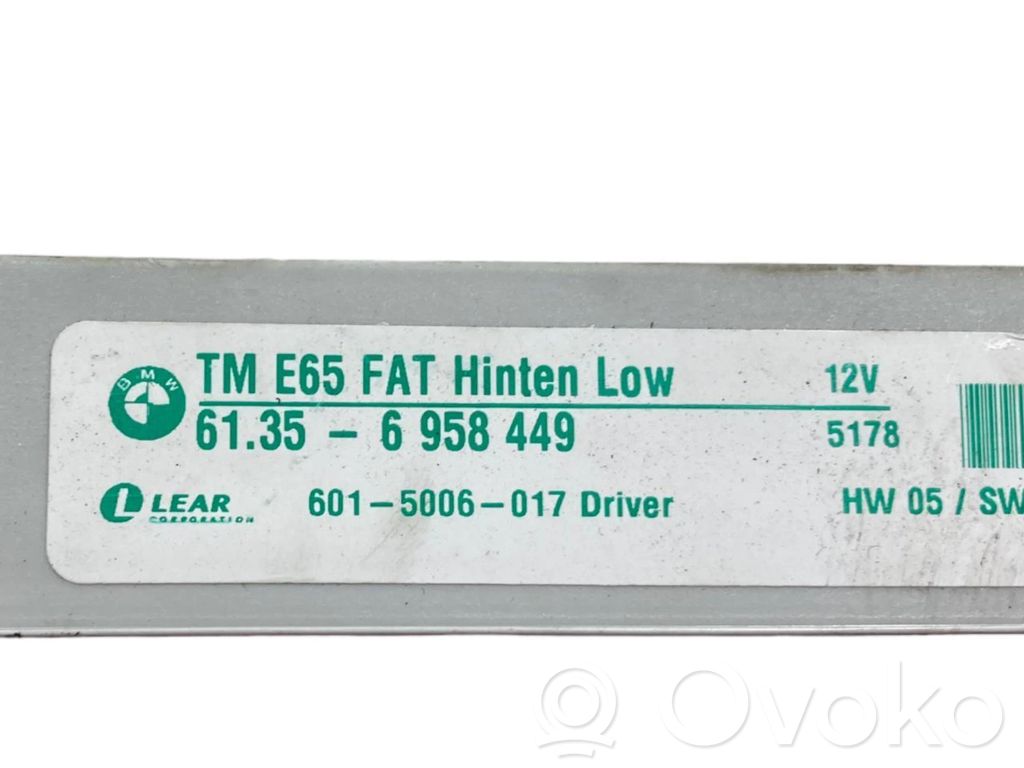 BMW
TM E65 FAT Hinten Low 12V
61.35 - 6 958 449 5178
LEAR 601-5006-017 Driver HW 05 / SW
CORPORATION
Ovoko